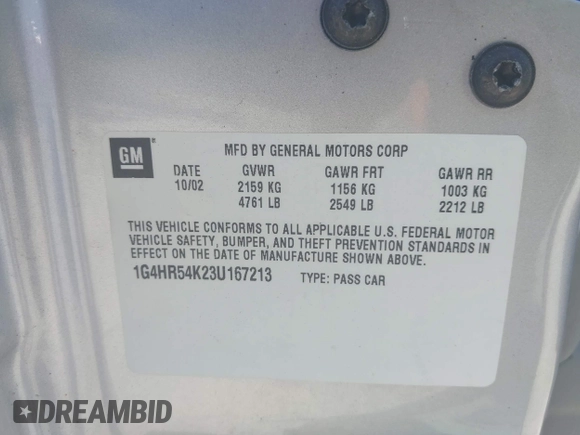 GM
MFD BY GENERAL MOTORS CORP
DATE GVWR GAWR FRT GAWR RR
10/02 2159 KG 1156 KG 1003 KG
4761 LB 2549 LB 2212 LB
THIS VEHICLE CONFORMS TO ALL APPLICABLE U.S. FEDERAL MOTOR
VEHICLE SAFETY, BUMPER, AND THEFT PREVENTION STANDARDS IN
EFFECT ON THE DATE OF MANUFACTURE SHOWN ABOVE.
1G4HR54K23U167213 TYPE: PASS CAR
DREAMBID